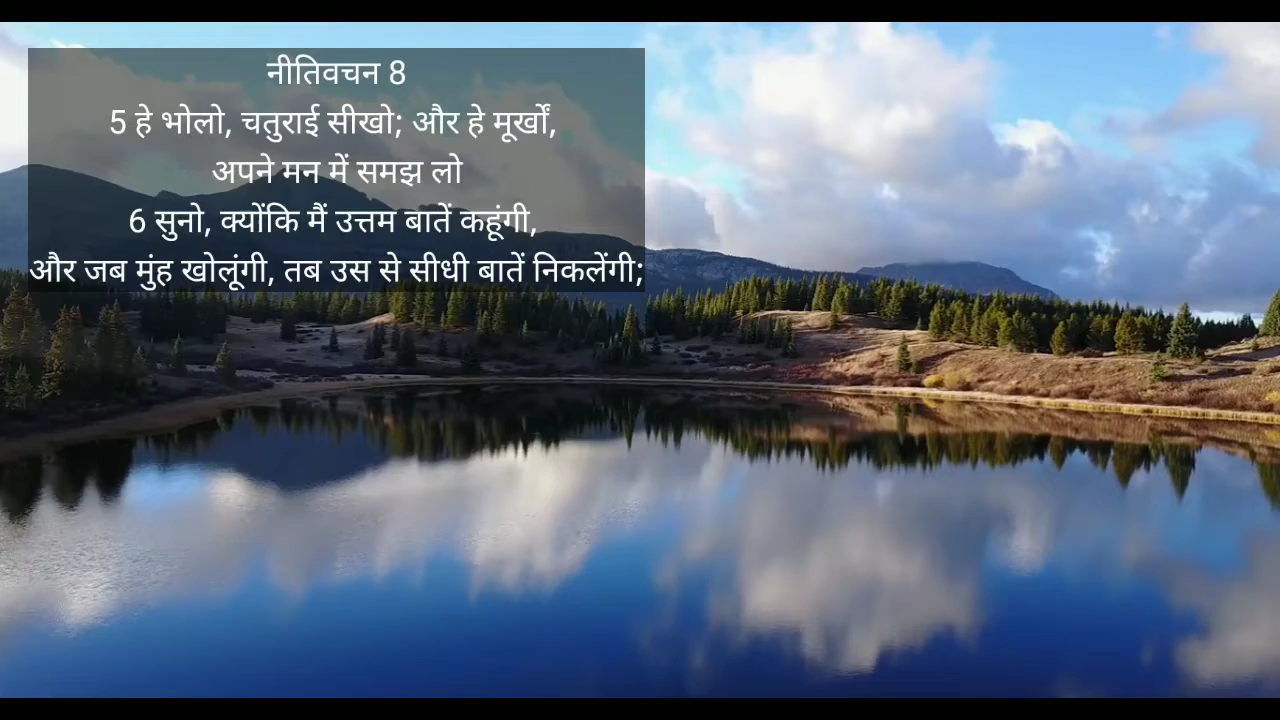 नीतिवचन 8
5 हे भोलो, चतुराई सीखो; और हे मूर्खों,
अपने मन में समझ लो
6 सुनो, क्योंकि मैं उत्तम बातें कहूंगी,
और जब मुंह खोलूंगी, तब उस से सीधी बातें निकलेंगी;